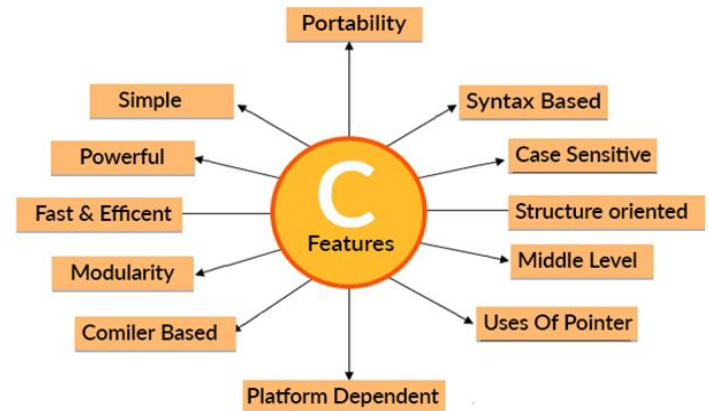 Portability
Simple
Syntax Based
Powerful
Case Sensitive
C
Features
Fast & Efficent
Structure oriented
Modularity
Middle Level
Comiler Based
Uses Of Pointer
Platform Dependent